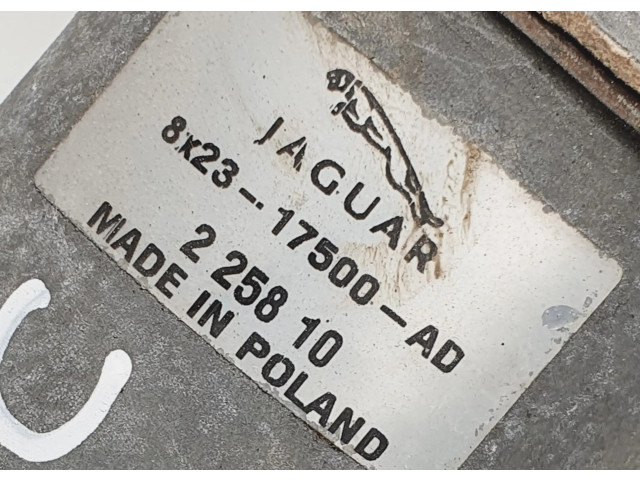 JAGUAR
8X23-17500-AD
2 258 10
MADE IN POLAND
C